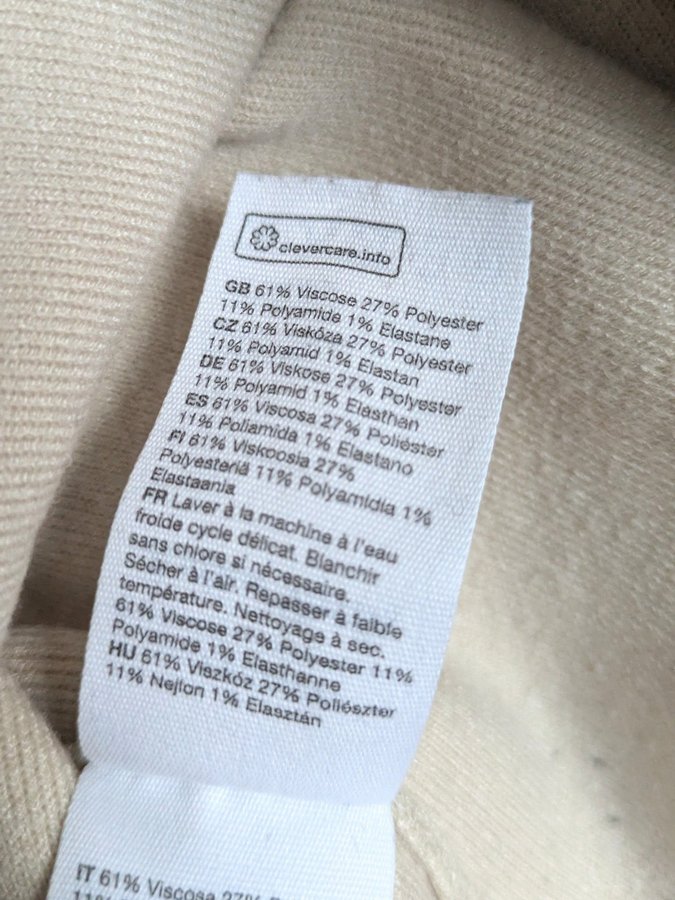 clevercare.info
GB 61% Viscose 27% Polyester
11% Polyamide 1% Elastane
CZ 61% Viskóza 27% Polyester
11% Polyamid 1% Elastan
DE 61% Viskose 27% Polyester
11% Polyamid 1% Elasthan
ES 61% Viscosa 27% Poliéster
11% Poliamida 1% Elastano
FI 61% Viskoosia 27%
Polyesteriä 11% Polyamidia 1%
Elastaania
FR Laver à la machine à l'eau
froide cycle délicat. Blanchir
sans chlore si nécessaire.
Sécher à l'air. Repasser à faible
température. Nettoyage à sec.
61% Viscose 27% Polyester 11%
Polyamide 1% Elasthanne
HU 61% Viszkóz 27% Poliészter
11% Nejlon 1% Elasztán
IT 61% Viscosa 27%
11%